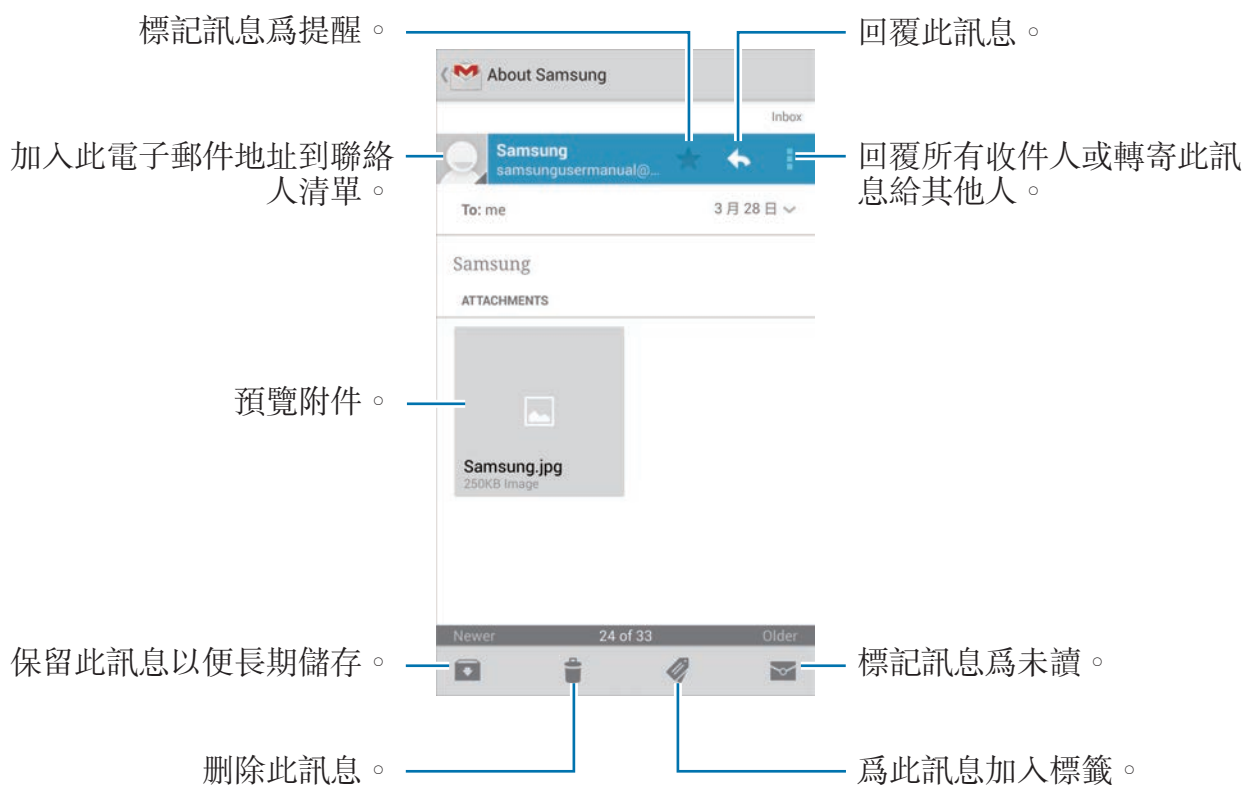 標記訊息爲提醒。
回覆此訊息。
About Samsung
Inbox
加入此電子郵件地址到聯絡
人清單。
Samsung
samsungusermanual@...
回覆所有收件人或轉寄此訊
息給其他人。
To: me
3 月 28 日
Samsung
ATTACHMENTS
預覽附件。
Samsung.jpg
250KB Image
Newer
24 of 33
Older
保留此訊息以便長期儲存。
標記訊息爲未讀。
刪除此訊息。
爲此訊息加入標籤。